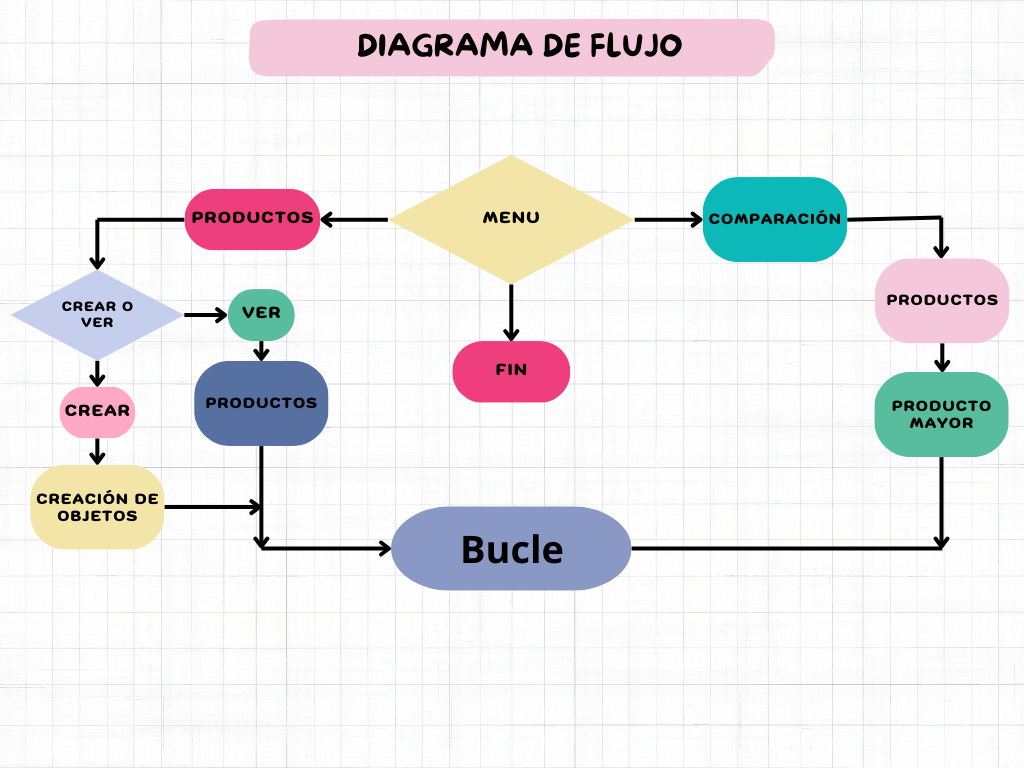 DIAGRAMA DE FLUJO
MENU
PRODUCTOS
COMPARACIÓN
CREAR O
VER
VER
PRODUCTOS
CREAR
CREACIÓN DE
OBJETOS
FIN
PRODUCTOS
PRODUCTO
MAYOR
Bucle